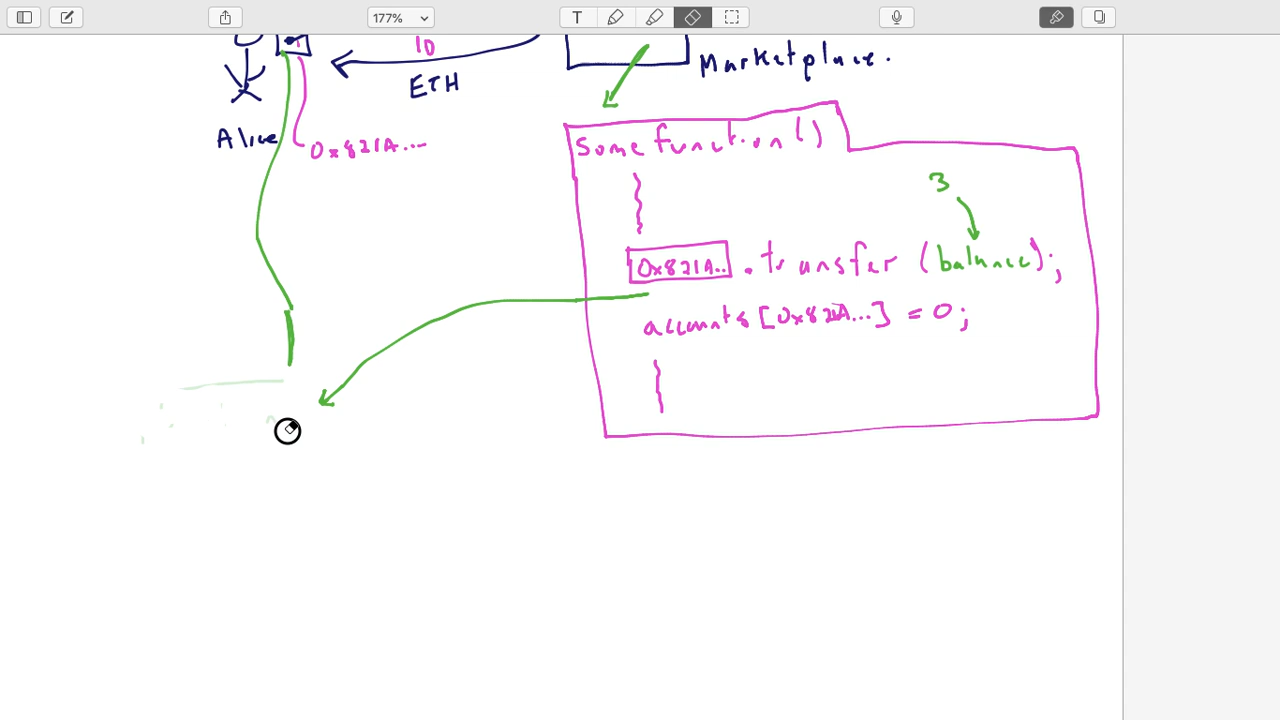 177%
T
10
ETH
Marketplace.
Alice
0x821A...
Some function()
3
0x821A.. .transfer (balance);
accounts [0x821A...] = 0;